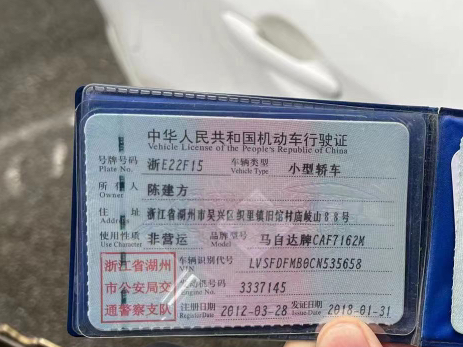 中华人民共和国机动车行驶证
Vehicle License of the People's Republic of China
号牌号码 浙E22F15 车辆类型 小型轿车
Plate No. Vehicle Type
所有人 陈建方
Owner
住 址 浙江省湖州市吴兴区织里镇旧馆村庙岐山88号
Address
使用性质 非营运 品牌型号 马自达牌CAF7162M
Use Character Model
浙江省湖州 车辆识别代号 LVSFDFMB0CN535658
VIN
市公安局交 发动机号码 3337145
Engine No.
通警察支队 注册日期 2012-03-28 发证日期 2018-01-31
Register Date Issue Date